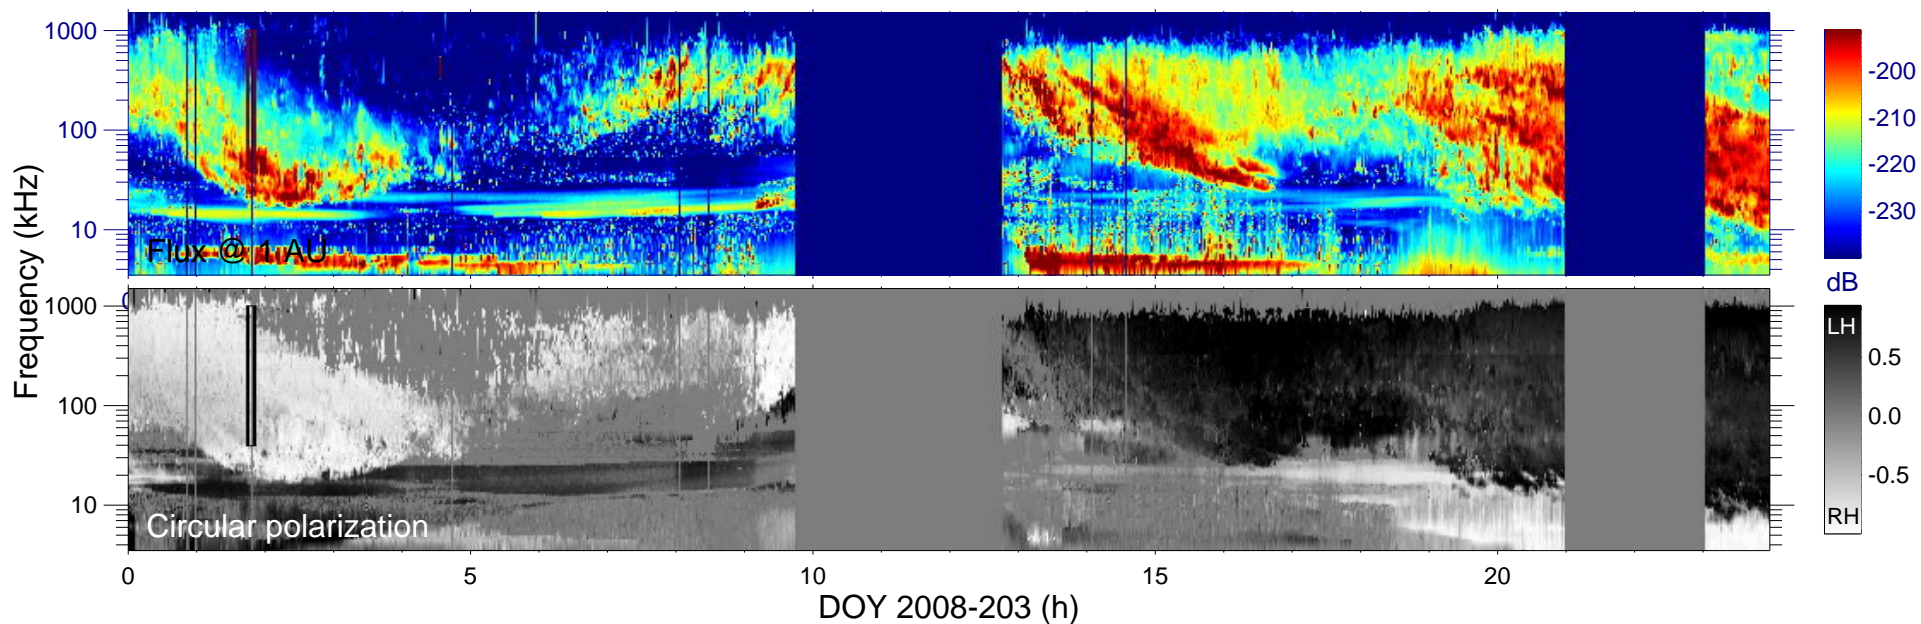 1000
100
10
Flux @ 1 AU
-200
-210
-220
-230
dB
0
Frequency (kHz)
1000
100
10
Circular polarization
LH
0.5
0.0
-0.5
RH
0
5
10
15
20
DOY 2008-203 (h)